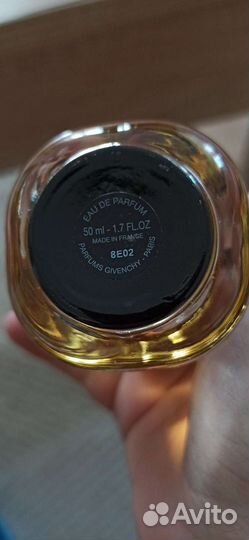 EAU DE PARFUM
50 ml - 1.7 FL.OZ
MADE IN FRANCE
8E02
PARFUMS GIVENCHY - PARIS
Avito